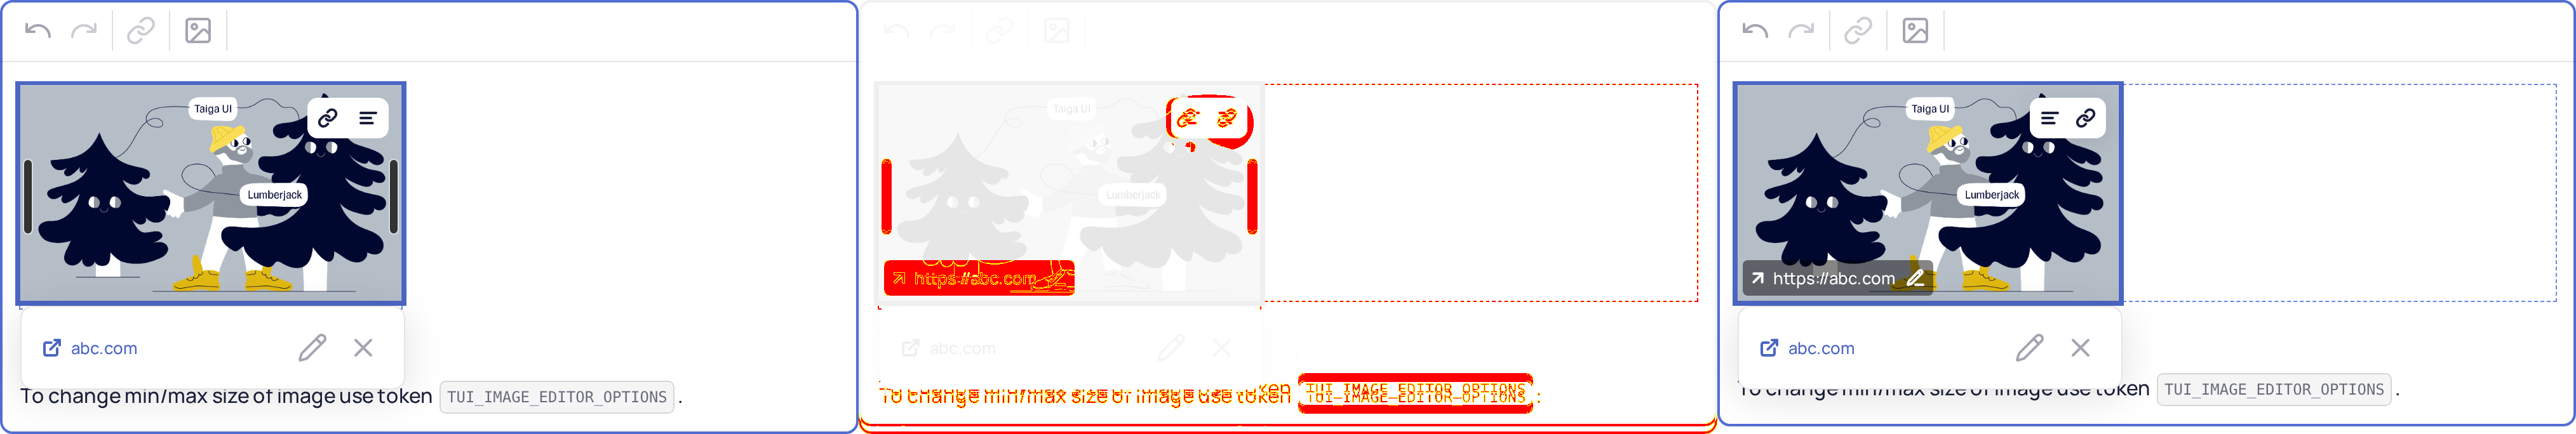 Taiga UI
Lumberjack
abc.com
To change min/max size of image use token TUI_IMAGE_EDITOR_OPTIONS .
Taiga UI
Lumberjack
https://abc.com
abc.com
To change min/max size of image use token TUI_IMAGE_EDITOR_OPTIONS .
Taiga UI
Lumberjack
https://abc.com
abc.com
To change min/max size of image use token TUI_IMAGE_EDITOR_OPTIONS .